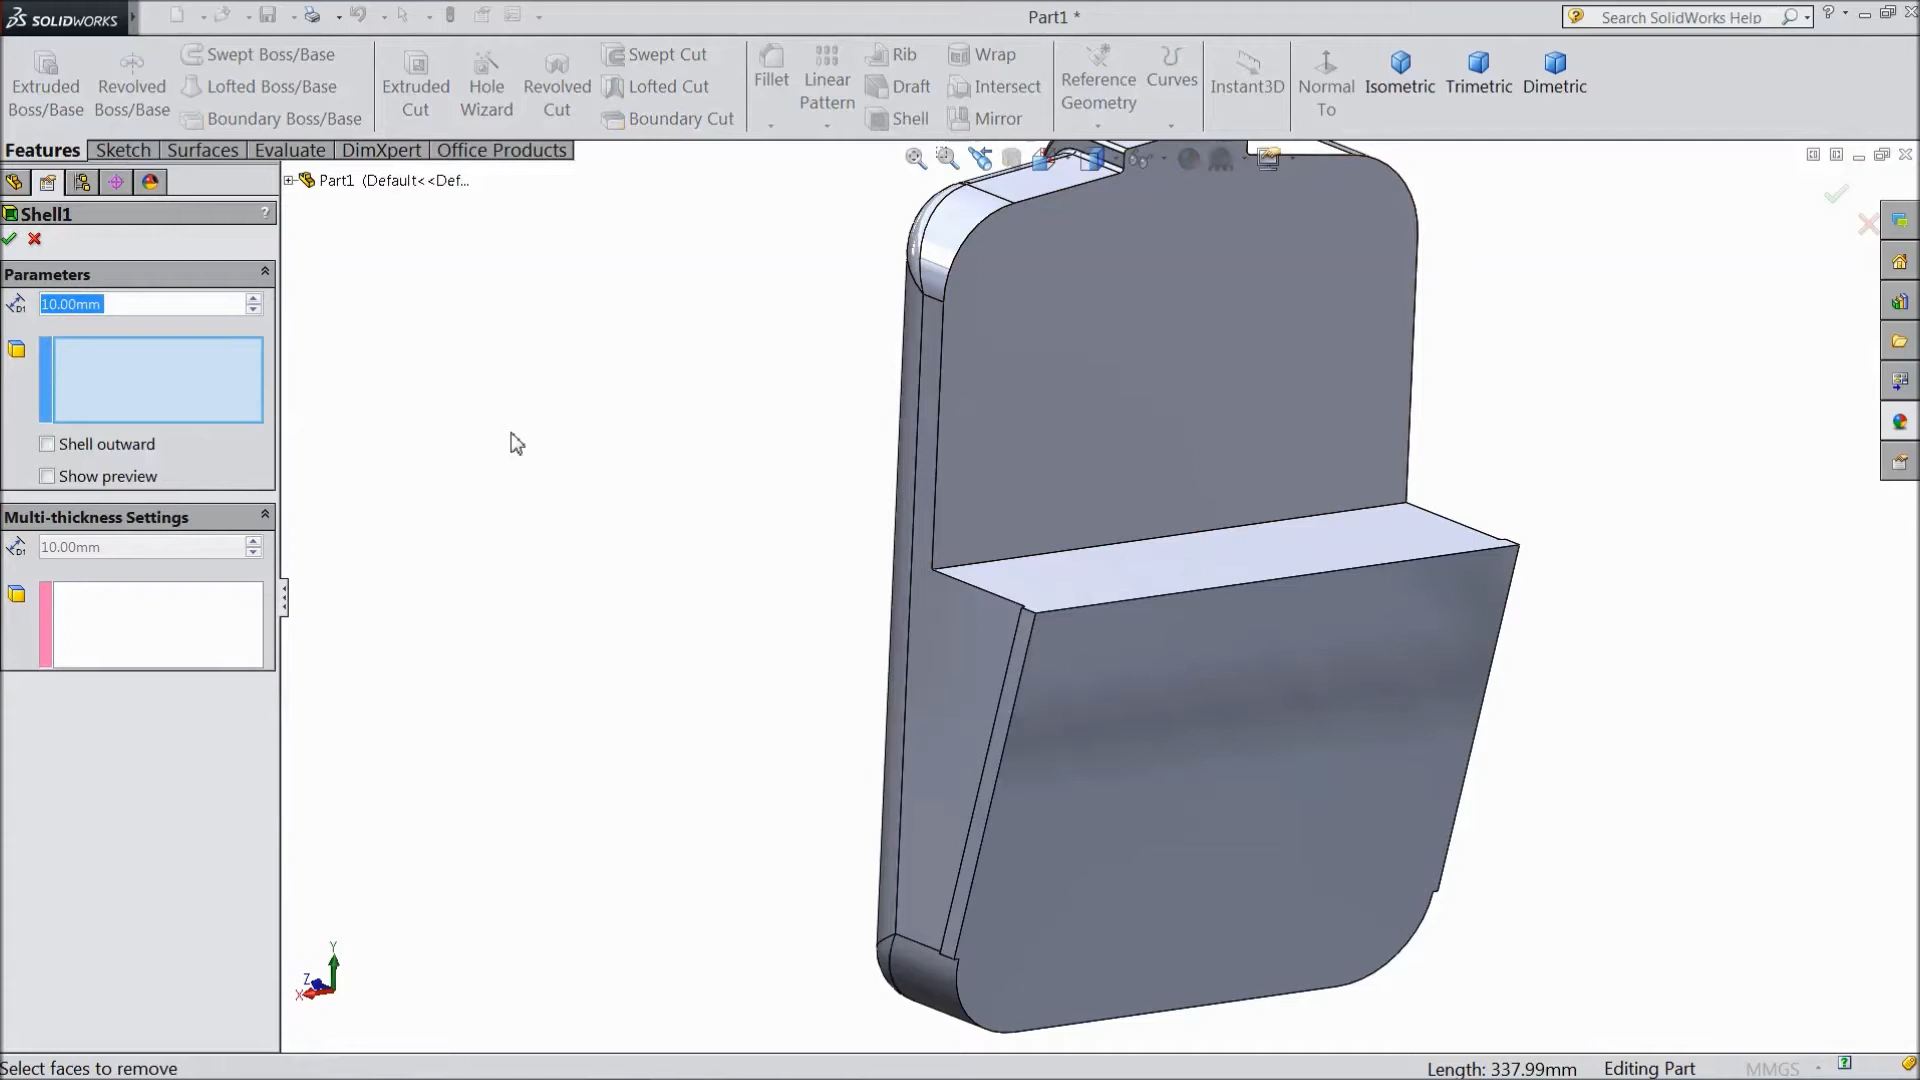 SOLIDWORKS
Part1 *
Search SolidWorks Help
Extruded Boss/Base
Revolved Boss/Base
Swept Boss/Base
Lofted Boss/Base
Boundary Boss/Base
Extruded Cut
Hole Wizard
Revolved Cut
Swept Cut
Lofted Cut
Boundary Cut
Fillet
Linear Pattern
Rib
Draft
Shell
Wrap
Intersect
Mirror
Reference Geometry
Curves
Instant3D
Normal To
Isometric
Trimetric
Dimetric
Features
Sketch
Surfaces
Evaluate
DimXpert
Office Products
Part1 (Default<<Def...
Shell1
?
Parameters
D1
10.00mm
Shell outward
Show preview
Multi-thickness Settings
D1
10.00mm
Y
Z
X
Select faces to remove
Length: 337.99mm
Editing Part
MMGS